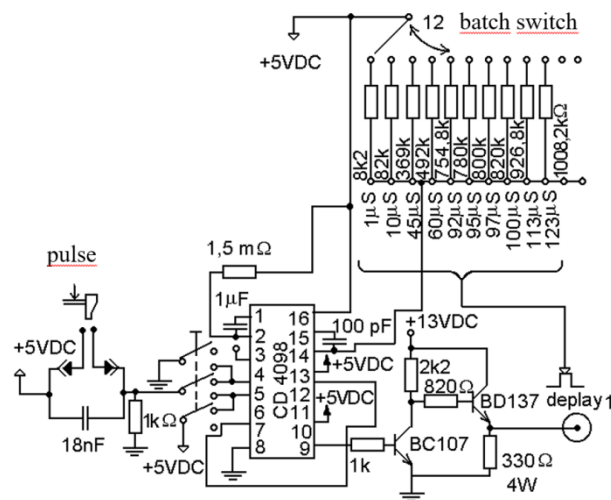 12
batch switch
+5VDC
8k2
82k
369k
492k
754,8k
780k
800k
820k
926,8k
1008,2kΩ
1µS
10µS
45µS
60µS
92µS
95µS
97µS
100µS
113µS
123µS
pulse
1,5 mΩ
1µF
+5VDC
18nF
1kΩ
+5VDC
CD 4098
1
2
3
4
5
6
7
8
16
15
14
13
12
11
10
9
100 pF
+5VDC
+5VDC
+13VDC
2k2
820Ω
BD137
deplay1
1k
BC107
330Ω
4W